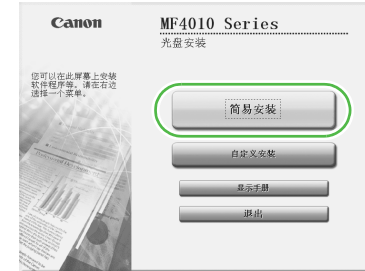 Canon
MF4010 Series
光盘安装
您可以在此屏幕上安装
软件程序等。请在右边
选择一个菜单。
简易安装
自定义安装
显示手册
退出